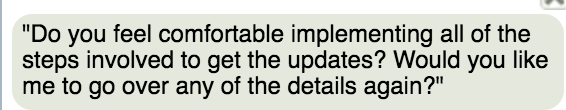 "Do you feel comfortable implementing all of the
steps involved to get the updates? Would you like
me to go over any of the details again?"